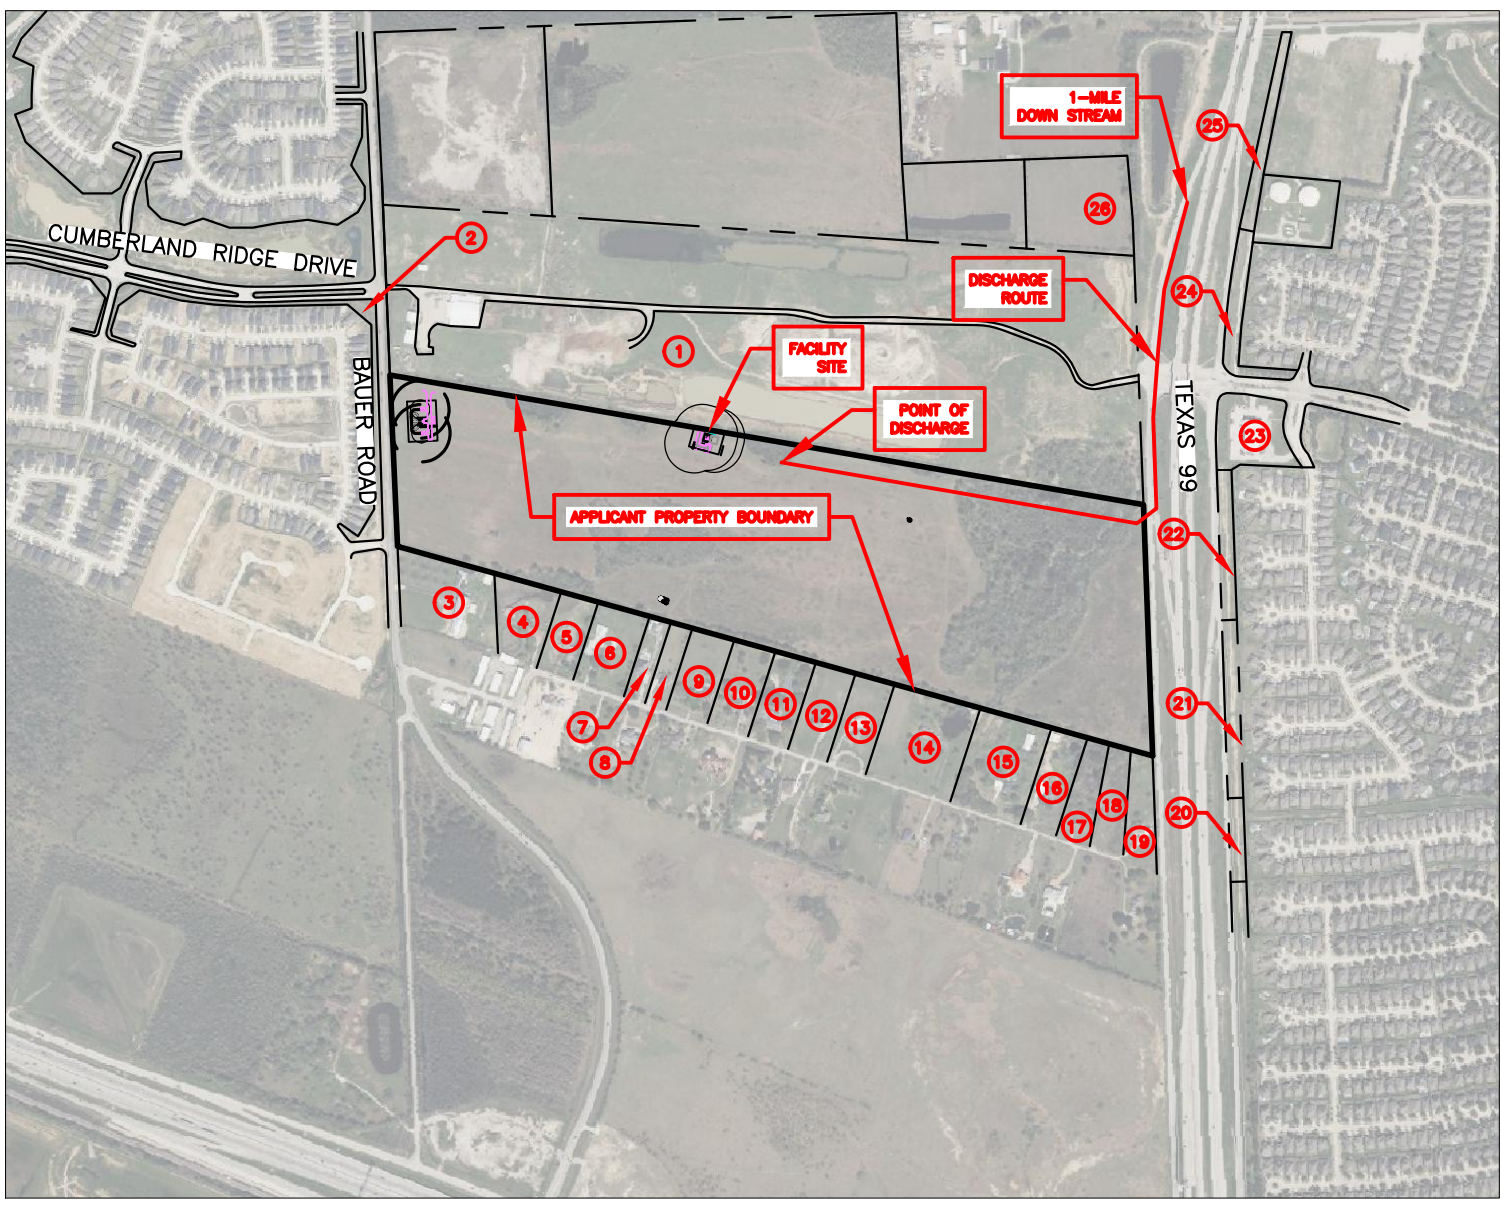 1-MILE
DOWN STREAM
25
26
CUMBERLAND RIDGE DRIVE
2
DISCHARGE
ROUTE
24
1
FACILITY
SITE
BAUER ROAD
POINT OF
DISCHARGE
TEXAS 99
23
APPLICANT PROPERTY BOUNDARY
22
3
4
5
6
7
8
9
10
11
12
13
14
15
16
17
18
19
21
20